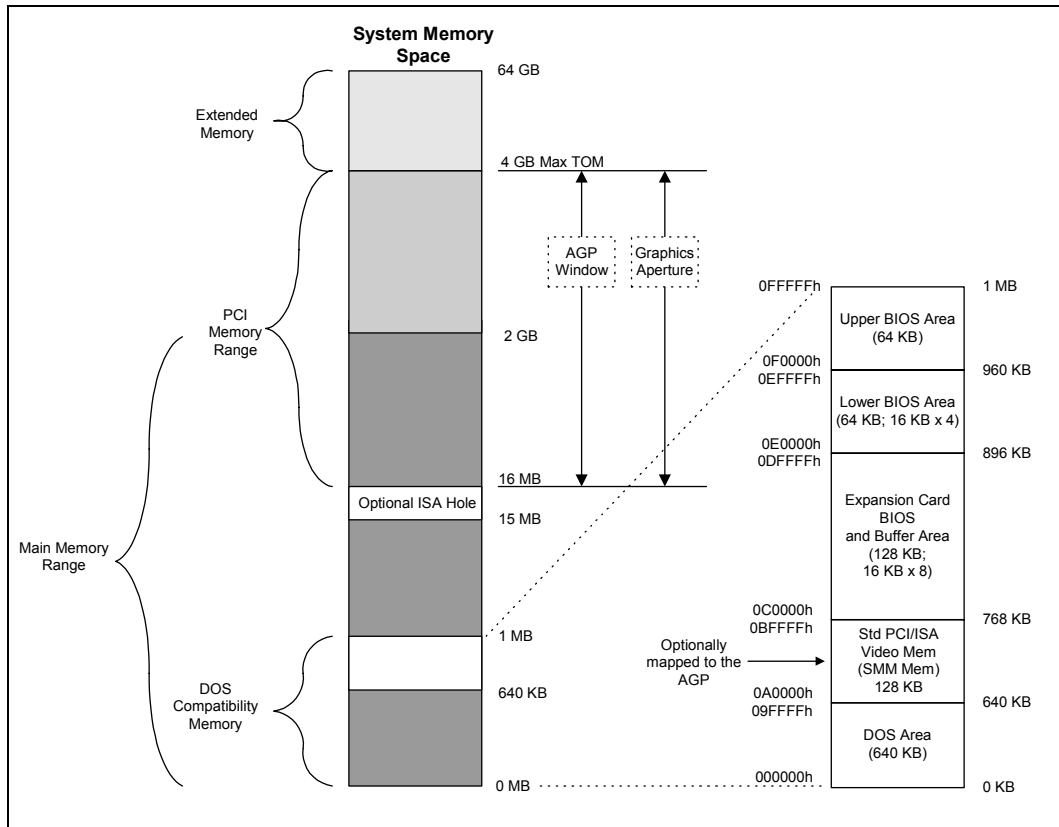 System Memory
Space
64 GB
Extended
Memory
4 GB Max TOM
AGP
Window
Graphics
Aperture
PCI
Memory
Range
2 GB
16 MB
Optional ISA Hole
15 MB
Main Memory
Range
1 MB
DOS
Compatibility
Memory
640 KB
0 MB
0FFFFFh
1 MB
Upper BIOS Area
(64 KB)
0F0000h
0EFFFFh
960 KB
Lower BIOS Area
(64 KB; 16 KB x 4)
0E0000h
0DFFFFh
896 KB
Expansion Card
BIOS
and Buffer Area
(128 KB;
16 KB x 8)
0C0000h
0BFFFFh
768 KB
Optionally
mapped to the
AGP
Std PCI/ISA
Video Mem
(SMM Mem)
128 KB
0A0000h
09FFFFh
640 KB
DOS Area
(640 KB)
000000h
0 KB